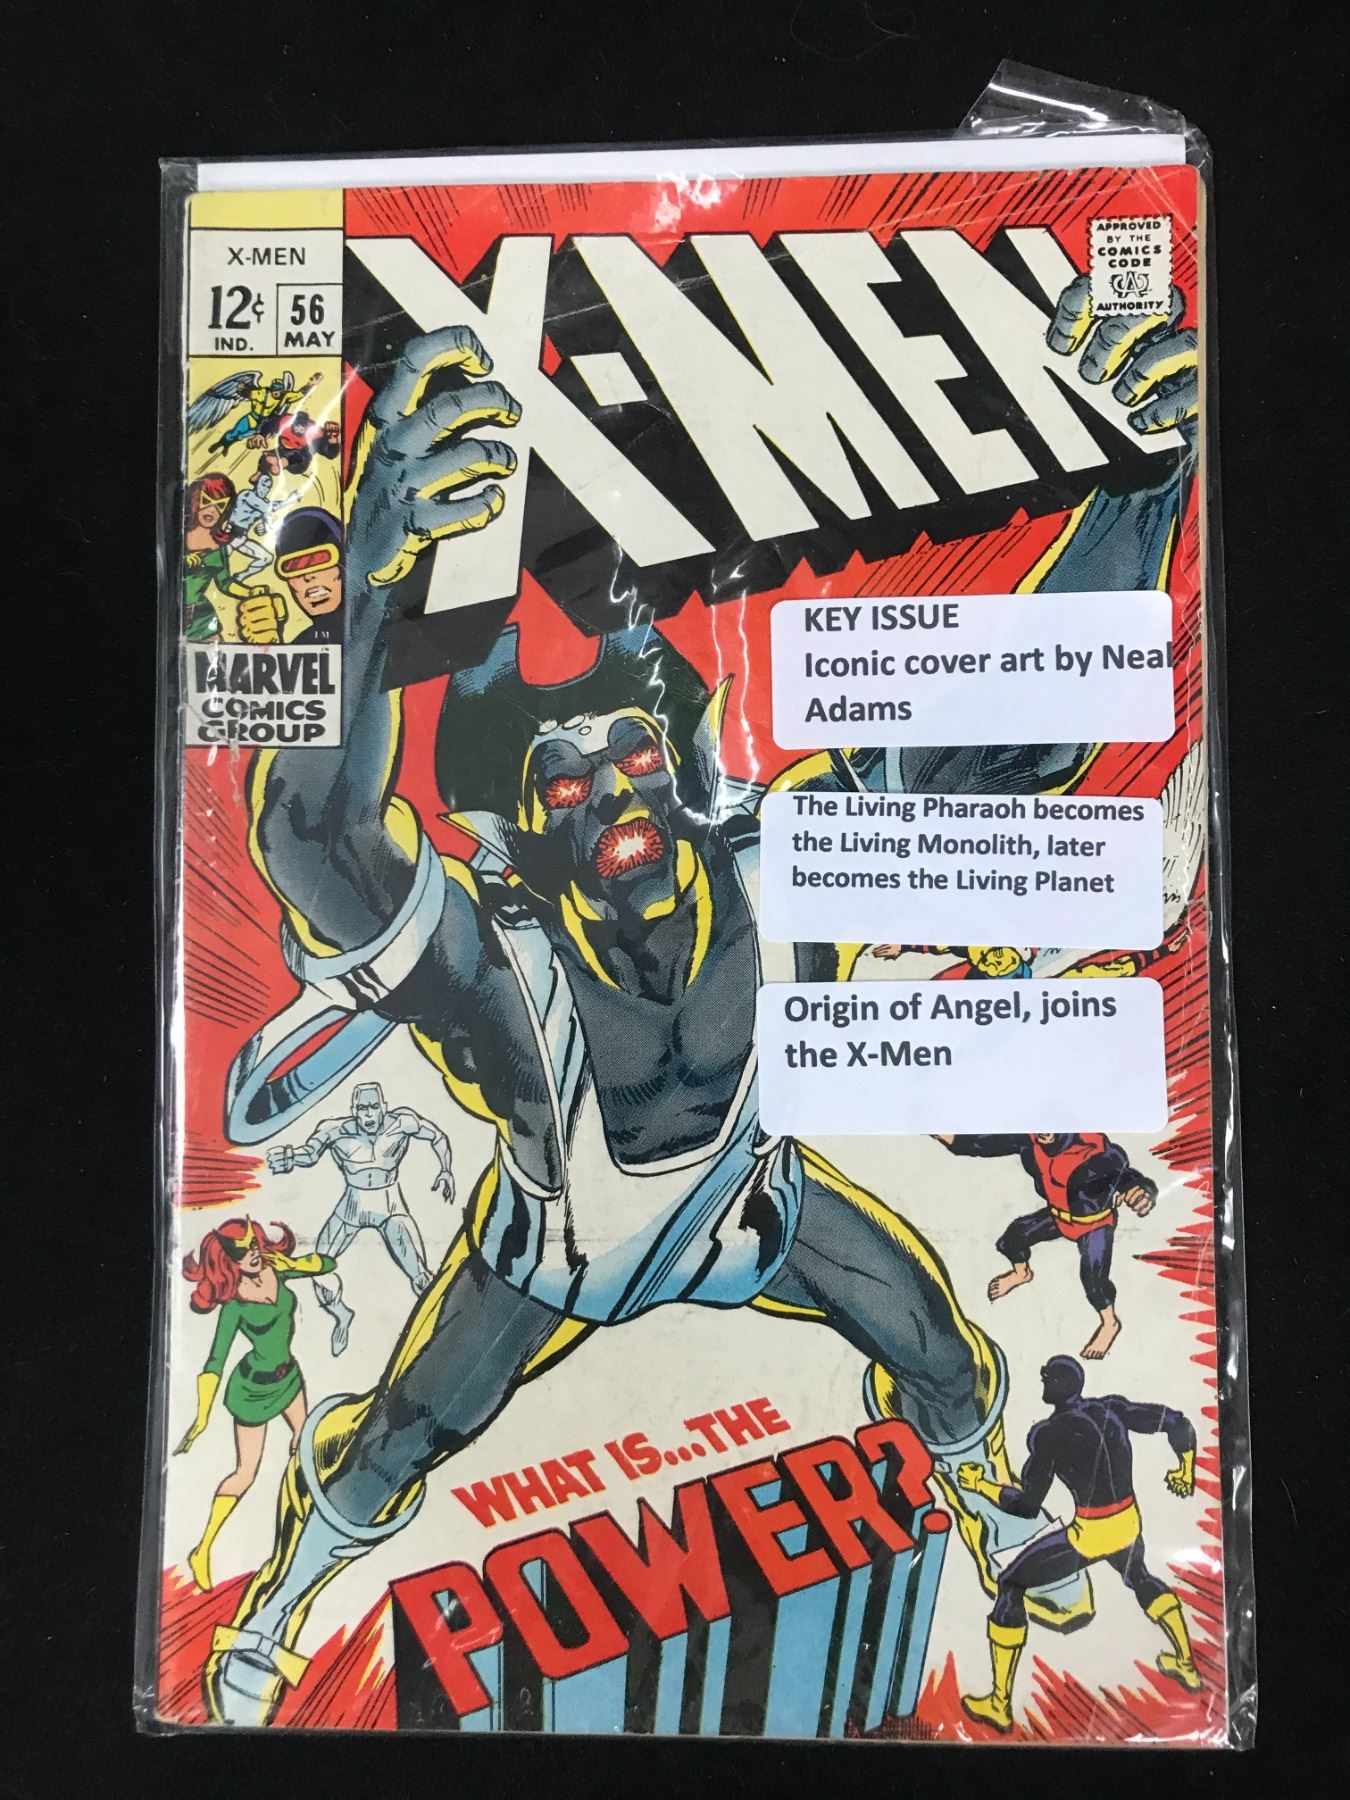 X-MEN
12¢
IND.
56
MAY
X-MEN
APPROVED
BY THE
COMICS
CODE
CA
AUTHORITY
TM
MARVEL
COMICS
GROUP
KEY ISSUE
Iconic cover art by Neal
Adams
The Living Pharaoh becomes
the Living Monolith, later
becomes the Living Planet
Origin of Angel, joins
the X-Men
WHAT IS...THE
POWER?